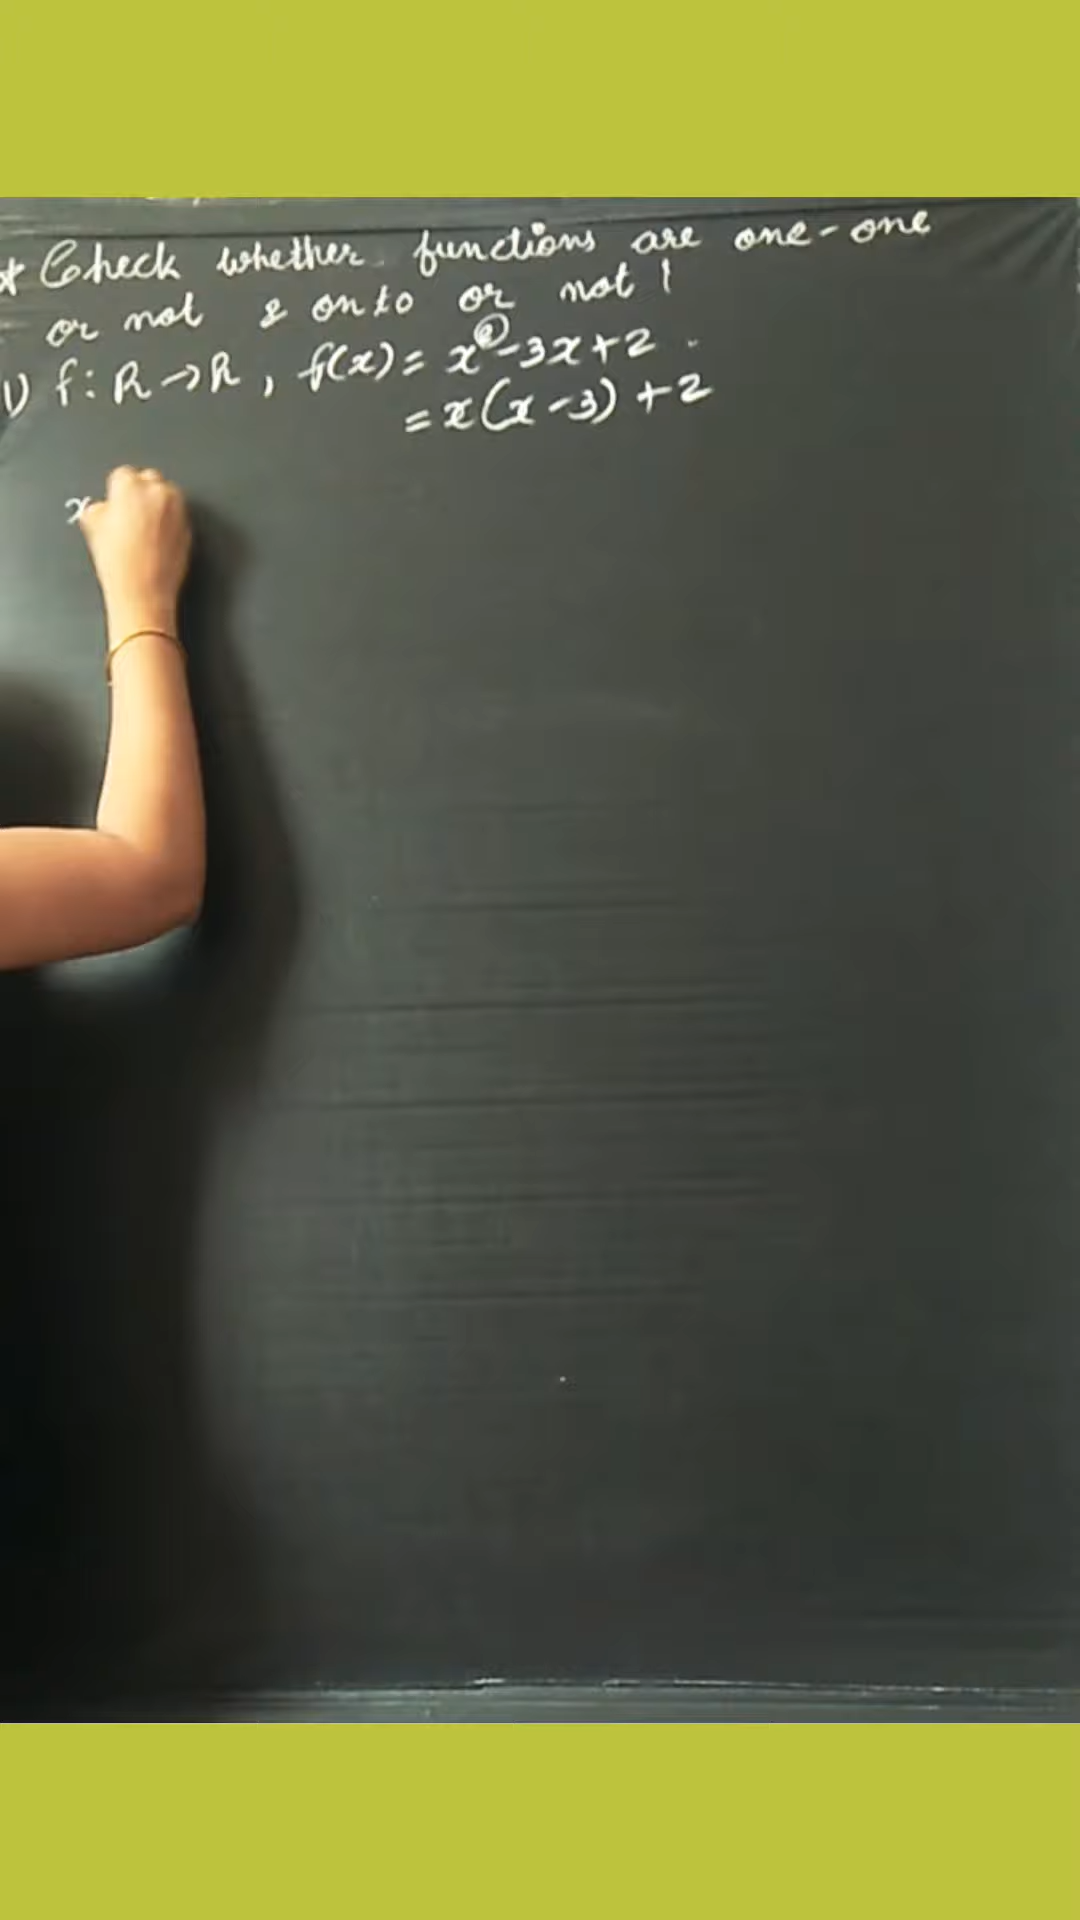 * Check whether functions are one-one
or not & onto or not !
1) f: R→R, f(x) = x²-3x+2.
= x(x-3)+2
x